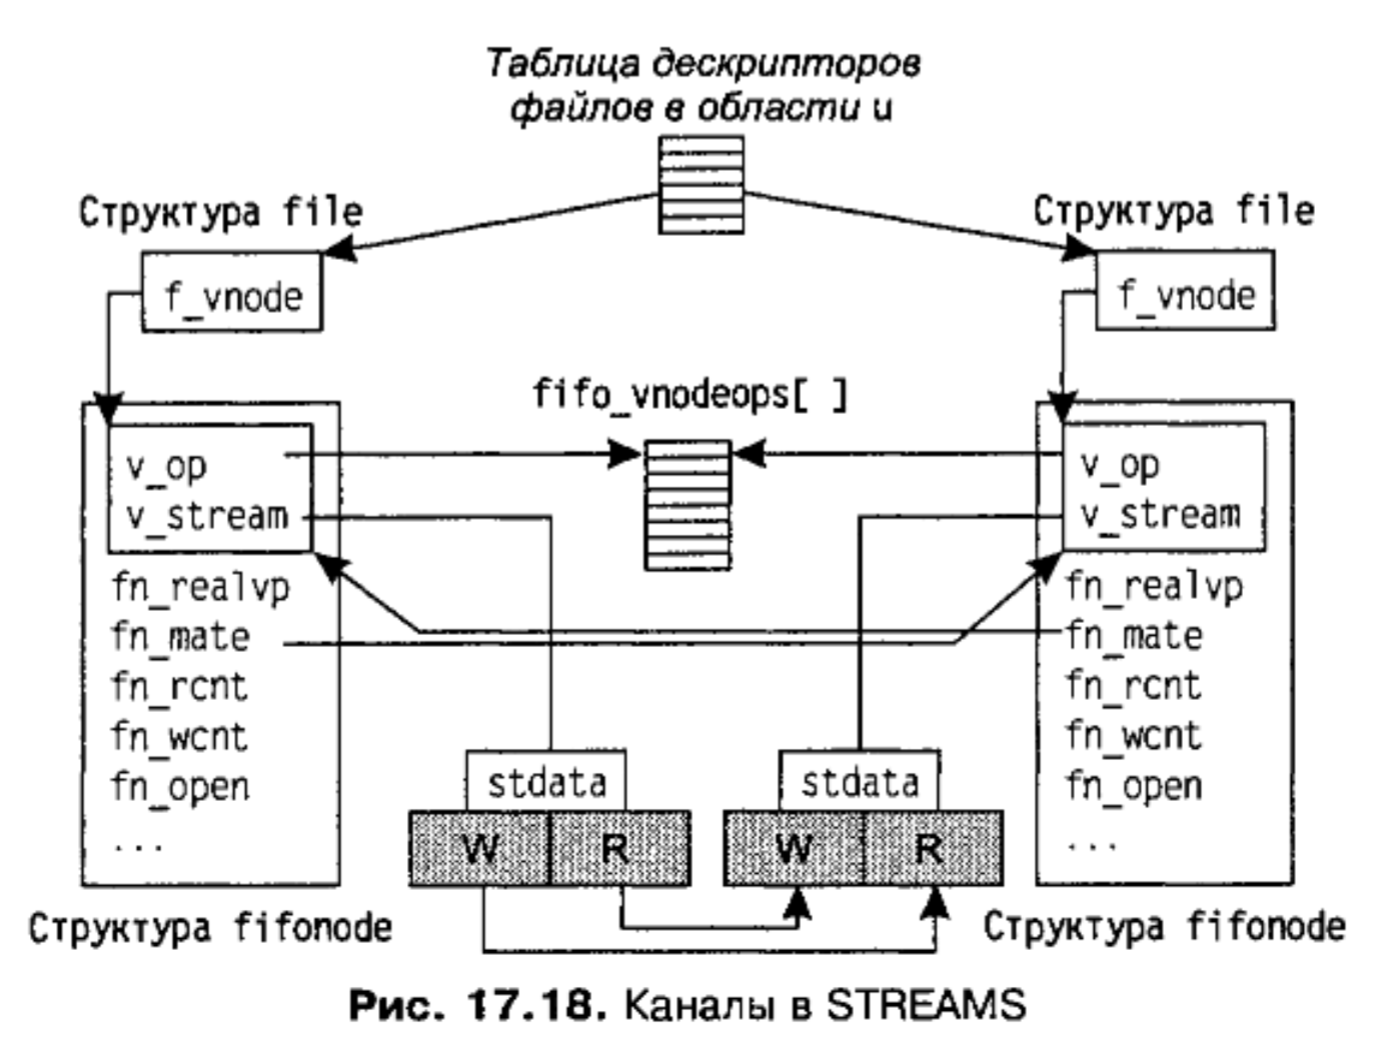 Таблица дескрипторов
файлов в области u
Структура file
Структура file
f_vnode
f_vnode
fifo_vnodeops[ ]
v_op
v_stream
fn_realvp
fn_mate
fn_rcnt
fn_wcnt
fn_open
...
v_op
v_stream
fn_realvp
fn_mate
fn_rcnt
fn_wcnt
fn_open
...
stdata
W R
stdata
W R
Структура fifonode
Структура fifonode
Рис. 17.18. Каналы в STREAMS